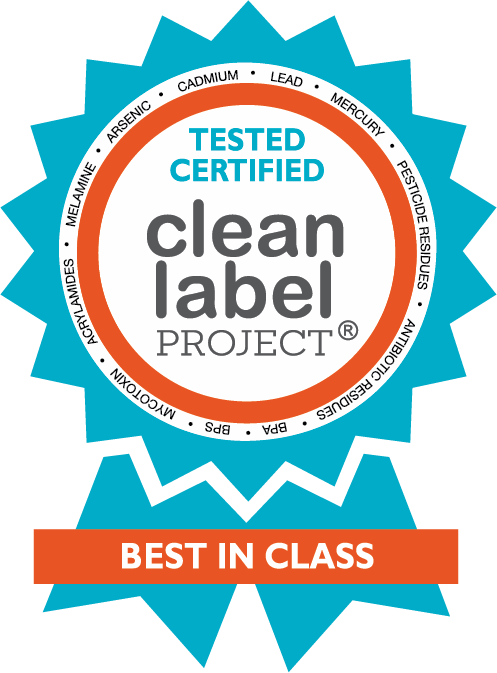 CADMIUM • LEAD • MERCURY • PESTICIDE RESIDUES • ANTIBIOTIC RESIDUES • BPA • BPS • MYCOTOXIN • ACRYLAMIDES • MELAMINE • ARSENIC •
TESTED
CERTIFIED
clean
label
PROJECT®
BEST IN CLASS